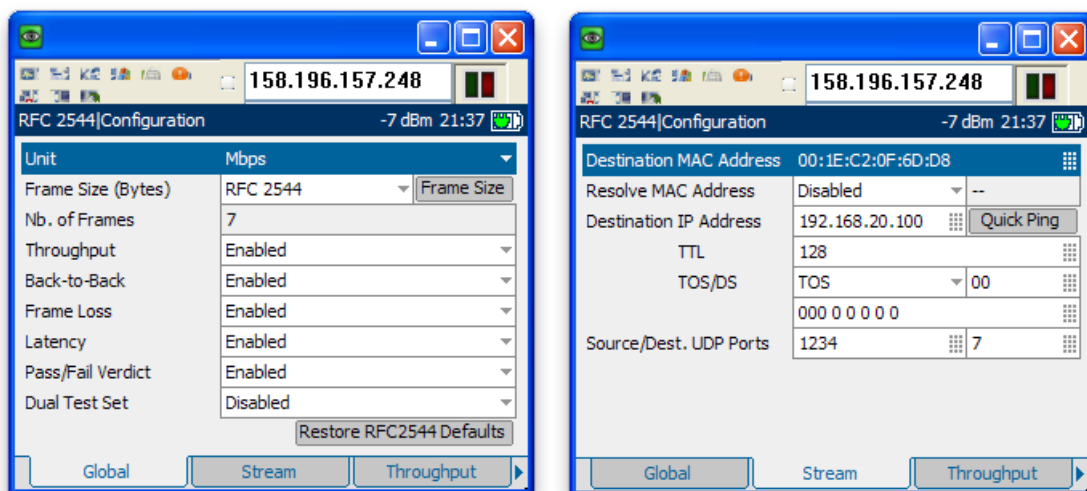 158.196.157.248
RFC 2544|Configuration -7 dBm 21:37
Unit Mbps
Frame Size (Bytes) RFC 2544 Frame Size
Nb. of Frames 7
Throughput Enabled
Back-to-Back Enabled
Frame Loss Enabled
Latency Enabled
Pass/Fail Verdict Enabled
Dual Test Set Disabled
Restore RFC2544 Defaults
Global Stream Throughput
158.196.157.248
RFC 2544|Configuration -7 dBm 21:37
Destination MAC Address 00:1E:C2:0F:6D:D8
Resolve MAC Address Disabled --
Destination IP Address 192.168.20.100 Quick Ping
TTL 128
TOS/DS TOS 00
000 0 0 0 0 0
Source/Dest. UDP Ports 1234 7
Global Stream Throughput